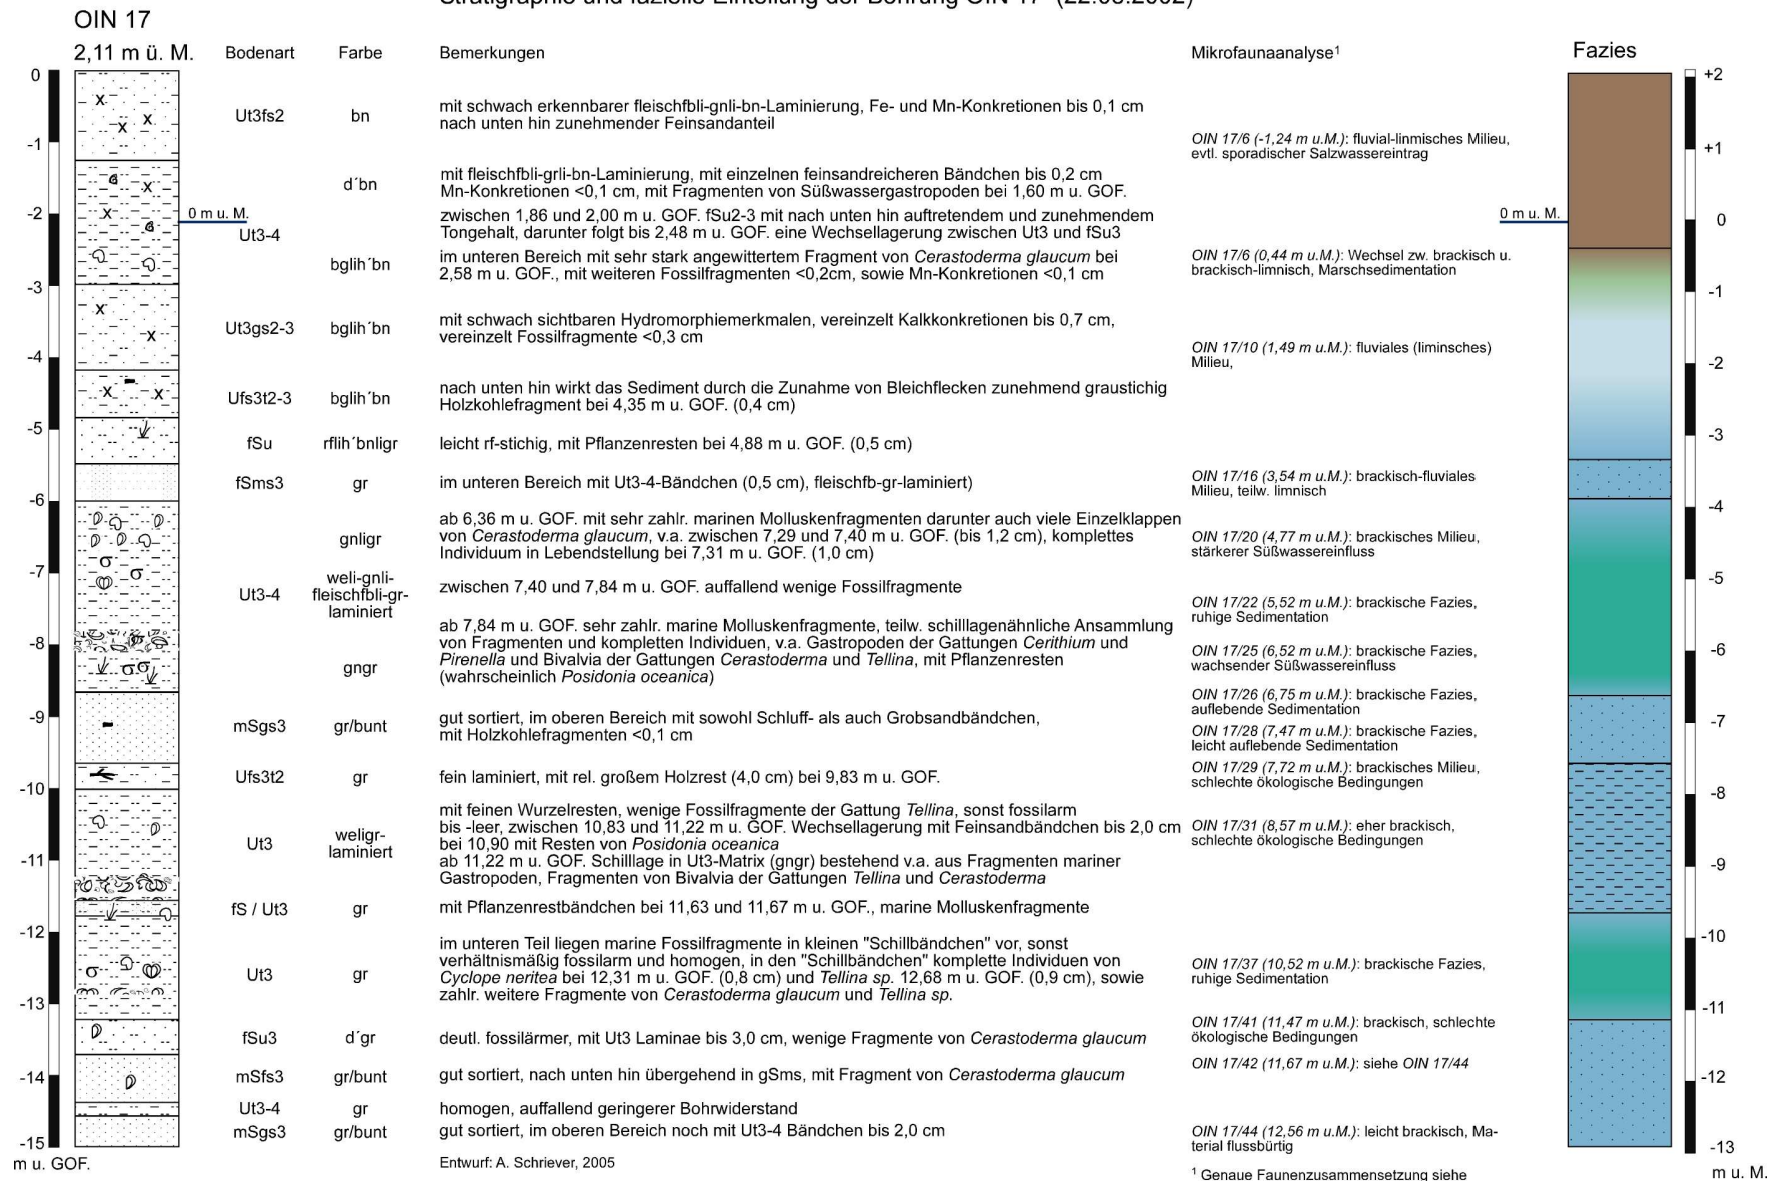 Stratigraphie und fazielle Einteilung der Bohrung OIN 17
OIN 17
2,11 m ü. M.
Bodenart
Farbe
Bemerkungen
Mikrofaunaanalyse¹
Fazies
0
-1
-2
-3
-4
-5
-6
-7
-8
-9
-10
-11
-12
-13
-14
-15
m u. GOF.
0 m u. M.
Ut3fs2
bn
mit schwach erkennbarer fleischfbli-gnli-bn-Laminierung, Fe- und Mn-Konkretionen bis 0,1 cm
nach unten hin zunehmender Feinsandanteil
d´bn
mit fleischfbli-grli-bn-Laminierung, mit einzelnen feinsandreicheren Bändchen bis 0,2 cm
Mn-Konkretionen <0,1 cm, mit Fragmenten von Süßwassergastropoden bei 1,60 m u. GOF.
Ut3-4
zwischen 1,86 und 2,00 m u. GOF. fSu2-3 mit nach unten hin auftretendem und zunehmendem
Tongehalt, darunter folgt bis 2,48 m u. GOF. eine Wechsellagerung zwischen Ut3 und fSu3
bglih´bn
im unteren Bereich mit sehr stark angewittertem Fragment von Cerastoderma glaucum bei
2,58 m u. GOF., mit weiteren Fossilfragmenten <0,2cm, sowie Mn-Konkretionen <0,1 cm
Ut3gs2-3
bglih´bn
mit schwach sichtbaren Hydromorphiemerkmalen, vereinzelt Kalkkonkretionen bis 0,7 cm,
vereinzelt Fossilfragmente <0,3 cm
Ufs3t2-3
bglih´bn
nach unten hin wirkt das Sediment durch die Zunahme von Bleichflecken zunehmend graustichig
Holzkohlefragment bei 4,35 m u. GOF. (0,4 cm)
fSu
rflih´bnligr
leicht rf-stichig, mit Pflanzenresten bei 4,88 m u. GOF. (0,5 cm)
fSms3
gr
im unteren Bereich mit Ut3-4-Bändchen (0,5 cm), fleischfb-gr-laminiert)
gnligr
ab 6,36 m u. GOF. mit sehr zahlr. marinen Molluskenfragmenten darunter auch viele Einzelklappen
von Cerastoderma glaucum, v.a. zwischen 7,29 und 7,40 m u. GOF. (bis 1,2 cm), komplettes
Individuum in Lebendstellung bei 7,31 m u. GOF. (1,0 cm)
Ut3-4
weli-gnli-
fleischfbli-gr-
laminiert
zwischen 7,40 und 7,84 m u. GOF. auffallend wenige Fossilfragmente
gngr
ab 7,84 m u. GOF. sehr zahlr. marine Molluskenfragmente, teilw. schilllagenähnliche Ansammlung
von Fragmenten und kompletten Individuen, v.a. Gastropoden der Gattungen Cerithium und
Pirenella und Bivalvia der Gattungen Cerastoderma und Tellina, mit Pflanzenresten
(wahrscheinlich Posidonia oceanica)
mSgs3
gr/bunt
gut sortiert, im oberen Bereich mit sowohl Schluff- als auch Grobsandbändchen,
mit Holzkohlefragmenten <0,1 cm
Ufs3t2
gr
fein laminiert, mit rel. großem Holzrest (4,0 cm) bei 9,83 m u. GOF.
Ut3
weligr-
laminiert
mit feinen Wurzelresten, wenige Fossilfragmente der Gattung Tellina, sonst fossilarm
bis -leer, zwischen 10,83 und 11,22 m u. GOF. Wechsellagerung mit Feinsandbändchen bis 2,0 cm
bei 10,90 mit Resten von Posidonia oceanica
ab 11,22 m u. GOF. Schilllage in Ut3-Matrix (gngr) bestehend v.a. aus Fragmenten mariner
Gastropoden, Fragmenten von Bivalvia der Gattungen Tellina und Cerastoderma
fS / Ut3
gr
mit Pflanzenrestbändchen bei 11,63 und 11,67 m u. GOF., marine Molluskenfragmente
Ut3
gr
im unteren Teil liegen marine Fossilfragmente in kleinen "Schillbändchen" vor, sonst
verhältnismäßig fossilarm und homogen, in den "Schillbändchen" komplette Individuen von
Cyclope neritea bei 12,31 m u. GOF. (0,8 cm) und Tellina sp. 12,68 m u. GOF. (0,9 cm), sowie
zahlr. weitere Fragmente von Cerastoderma glaucum und Tellina sp.
fSu3
d´gr
deutl. fossilärmer, mit Ut3 Laminae bis 3,0 cm, wenige Fragmente von Cerastoderma glaucum
mSfs3
gr/bunt
gut sortiert, nach unten hin übergehend in gSms, mit Fragment von Cerastoderma glaucum
Ut3-4
gr
homogen, auffallend geringerer Bohrwiderstand
mSgs3
gr/bunt
gut sortiert, im oberen Bereich noch mit Ut3-4 Bändchen bis 2,0 cm
Entwurf: A. Schriever, 2005
OIN 17/6 (-1,24 m u.M.): fluvial-linmisches Milieu,
evtl. sporadischer Salzwassereintrag
0 m u. M.
OIN 17/6 (0,44 m u.M.): Wechsel zw. brackisch u.
brackisch-limnisch, Marschsedimentation
OIN 17/10 (1,49 m u.M.): fluviales (liminsches)
Milieu,
OIN 17/16 (3,54 m u.M.): brackisch-fluviales
Milieu, teilw. limnisch
OIN 17/20 (4,77 m u.M.): brackisches Milieu,
stärkerer Süßwassereinfluss
OIN 17/22 (5,52 m u.M.): brackische Fazies,
ruhige Sedimentation
OIN 17/25 (6,52 m u.M.): brackische Fazies,
wachsender Süßwassereinfluss
OIN 17/26 (6,75 m u.M.): brackische Fazies,
auflebende Sedimentation
OIN 17/28 (7,47 m u.M.): brackische Fazies,
leicht auflebende Sedimentation
OIN 17/29 (7,72 m u.M.): brackisches Milieu,
schlechte ökologische Bedingungen
OIN 17/31 (8,57 m u.M.): eher brackisch,
schlechte ökologische Bedingungen
OIN 17/37 (10,52 m u.M.): brackische Fazies,
ruhige Sedimentation
OIN 17/41 (11,47 m u.M.): brackisch, schlechte
ökologische Bedingungen
OIN 17/42 (11,67 m u.M.): siehe OIN 17/44
OIN 17/44 (12,56 m u.M.): leicht brackisch, Ma-
terial flussbürtig
¹ Genaue Faunenzusammensetzung siehe
+2
+1
0
-1
-2
-3
-4
-5
-6
-7
-8
-9
-10
-11
-12
-13
m u. M.